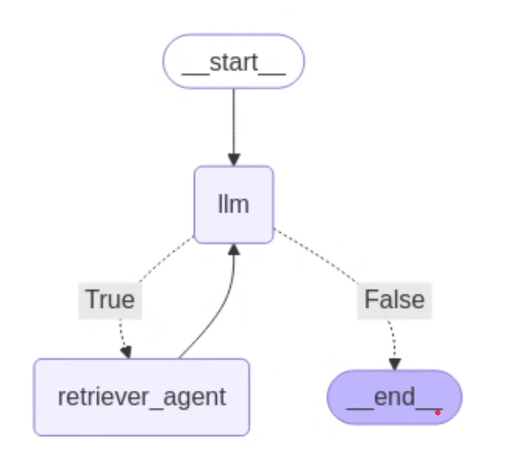 __start__
llm
True
False
retriever_agent
__end__